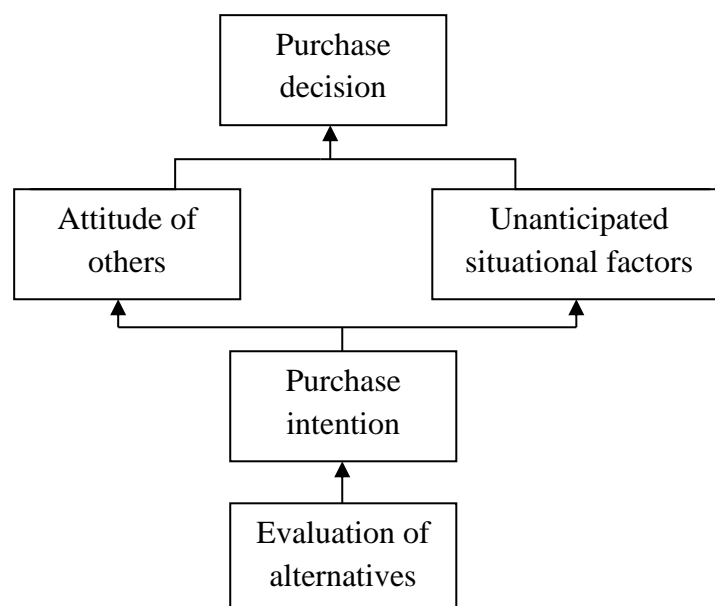 Purchase
decision
Attitude of
others
Unanticipated
situational factors
Purchase
intention
Evaluation of
alternatives